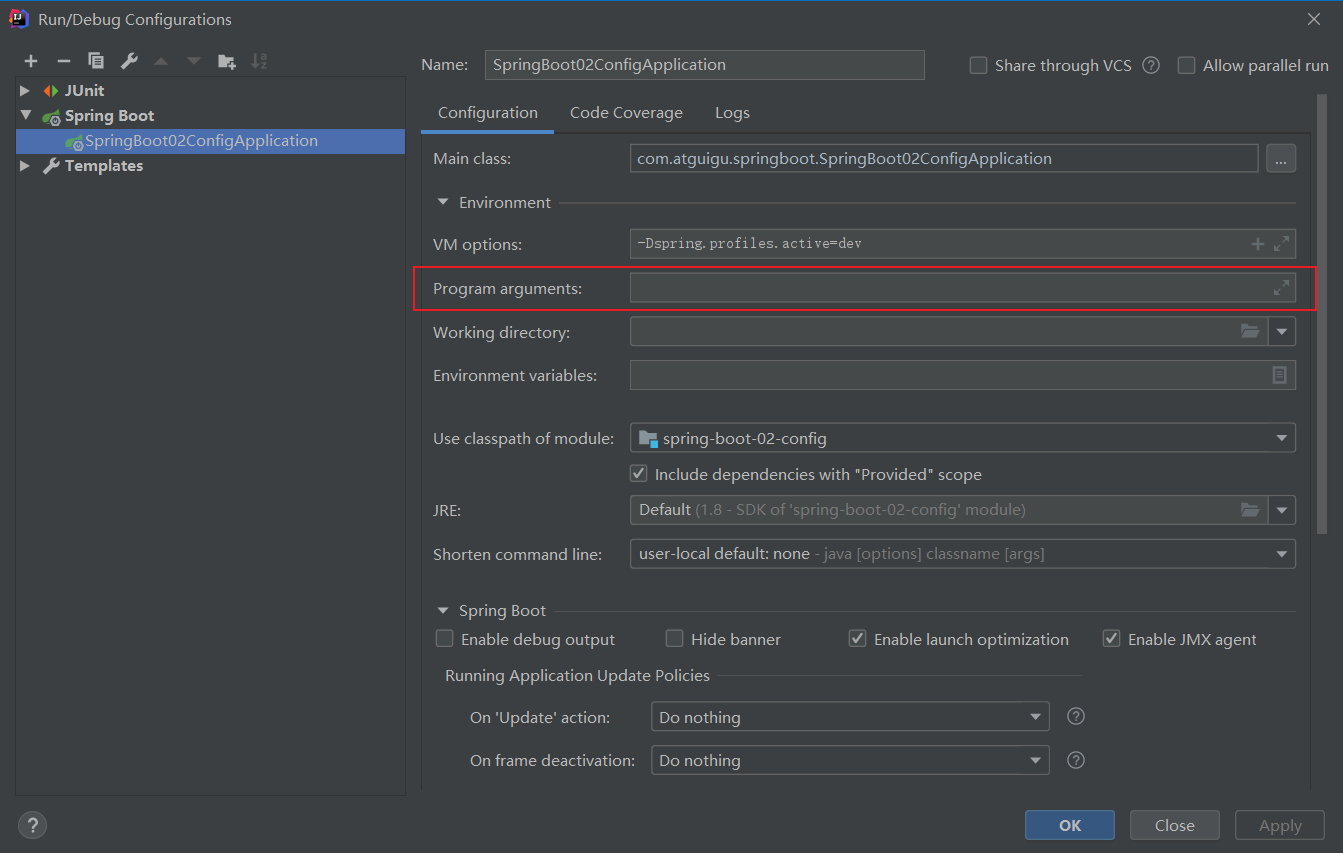 Run/Debug Configurations
JUnit
Spring Boot
SpringBoot02ConfigApplication
Templates
Name: SpringBoot02ConfigApplication
Share through VCS ? Allow parallel run
Configuration Code Coverage Logs
Main class: com.atguigu.springboot.SpringBoot02ConfigApplication ...
Environment
VM options: -Dspring.profiles.active=dev
Program arguments:
Working directory:
Environment variables:
Use classpath of module: spring-boot-02-config
Include dependencies with "Provided" scope
JRE: Default (1.8 - SDK of 'spring-boot-02-config' module)
Shorten command line: user-local default: none - java [options] classname [args]
Spring Boot
Enable debug output Hide banner Enable launch optimization Enable JMX agent
Running Application Update Policies
On 'Update' action: Do nothing ?
On frame deactivation: Do nothing ?
? OK Close Apply